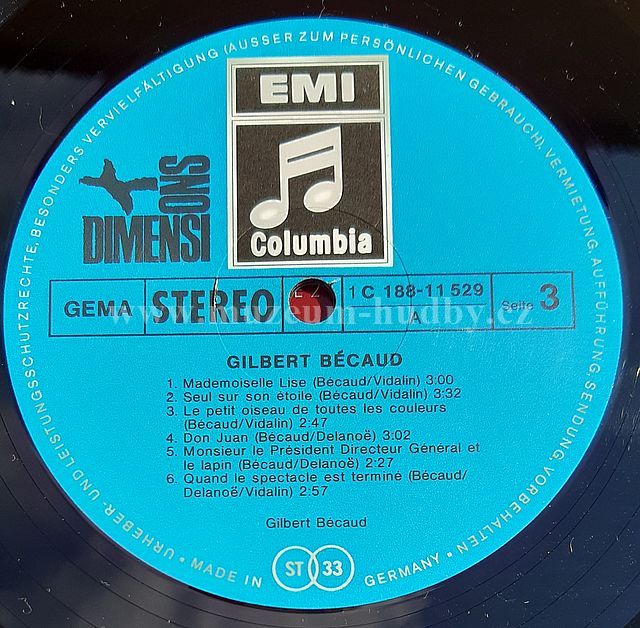 URHEBER- UND LEISTUNGSSCHUTZRECHTE, BESONDERS VERVIELFÄLTIGUNG (AUSSER ZUM PERSÖNLICHEN GEBRAUCH), VERMIETUNG, AUFFÜHRUNG, SENDUNG, VORBEHALTEN •
EMI
Columbia
DIMENSIONS
GEMA STEREO 1 C 188-11 529 A Seite 3
www.muzeum-hudby.cz
GILBERT BÉCAUD
1. Mademoiselle Lise (Bécaud/Vidalin) 3:00
2. Seul sur son étoile (Bécaud/Vidalin) 3:32
3. Le petit oiseau de toutes les couleurs
(Bécaud/Vidalin) 2:47
4. Don Juan (Bécaud/Delanoë) 3:02
5. Monsieur le Président Directeur Général et
le lapin (Bécaud/Delanoë) 2:27
6. Quand le spectacle est terminé (Bécaud/
Delanoë/Vidalin) 2:57
Gilbert Bécaud
• MADE IN ST 33 GERMANY •